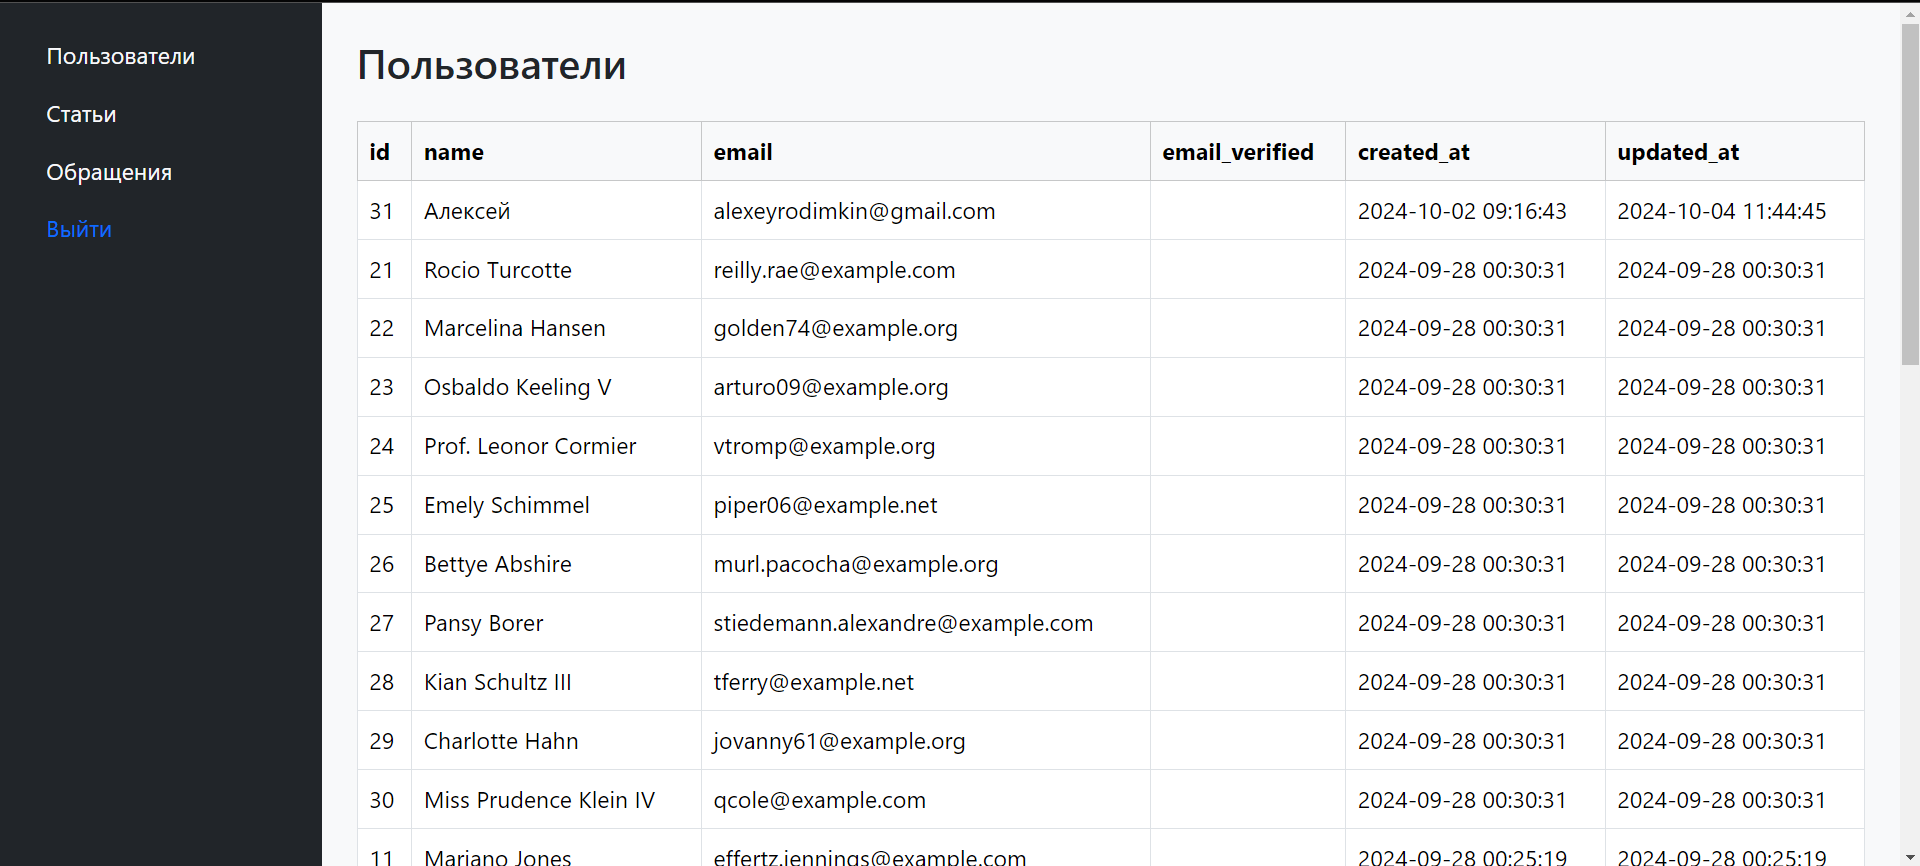 Пользователи
Статьи
Обращения
Выйти
Пользователи
id name email email_verified created_at updated_at
31 Алексей alexeyrodimkin@gmail.com 2024-10-02 09:16:43 2024-10-04 11:44:45
21 Rocio Turcotte reilly.rae@example.com 2024-09-28 00:30:31 2024-09-28 00:30:31
22 Marcelina Hansen golden74@example.org 2024-09-28 00:30:31 2024-09-28 00:30:31
23 Osbaldo Keeling V arturo09@example.org 2024-09-28 00:30:31 2024-09-28 00:30:31
24 Prof. Leonor Cormier vtromp@example.org 2024-09-28 00:30:31 2024-09-28 00:30:31
25 Emely Schimmel piper06@example.net 2024-09-28 00:30:31 2024-09-28 00:30:31
26 Bettye Abshire murl.pacocha@example.org 2024-09-28 00:30:31 2024-09-28 00:30:31
27 Pansy Borer stiedemann.alexandre@example.com 2024-09-28 00:30:31 2024-09-28 00:30:31
28 Kian Schultz III tferry@example.net 2024-09-28 00:30:31 2024-09-28 00:30:31
29 Charlotte Hahn jovanny61@example.org 2024-09-28 00:30:31 2024-09-28 00:30:31
30 Miss Prudence Klein IV qcole@example.com 2024-09-28 00:30:31 2024-09-28 00:30:31
11 Mariano Jones effertz.jennings@example.com 2024-09-28 00:25:19 2024-09-28 00:25:19